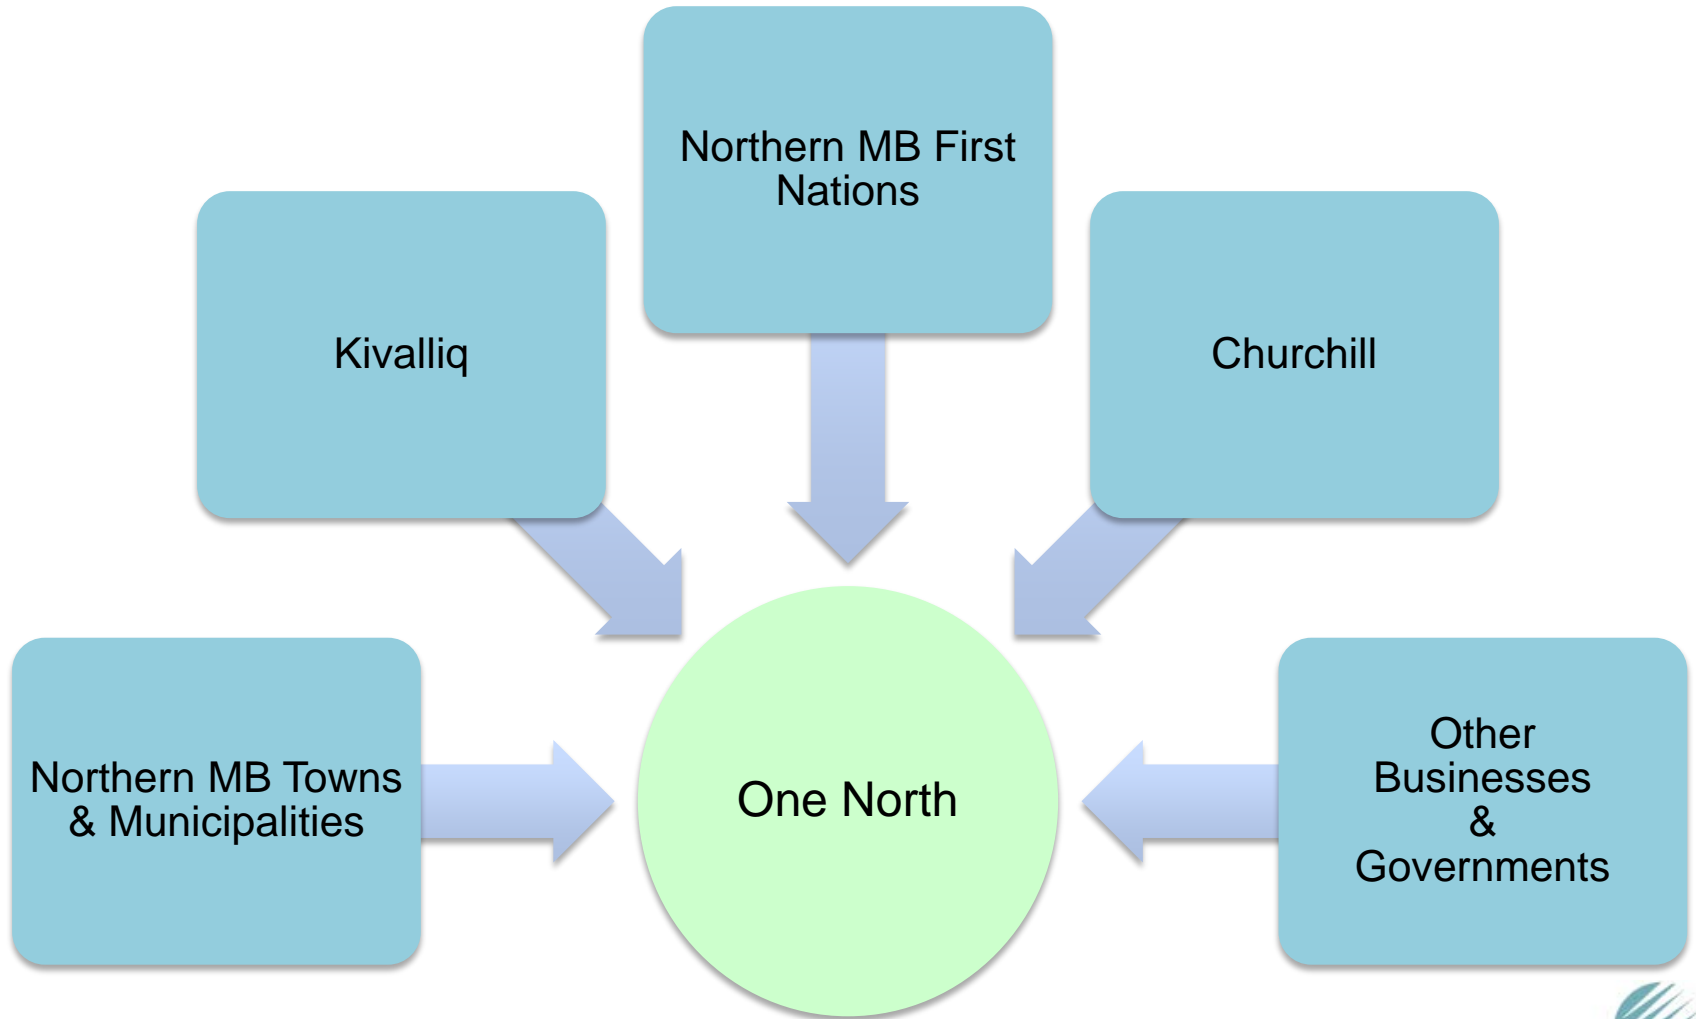 Northern MB First
Nations
Kivalliq
Churchill
Northern MB Towns
& Municipalities
One North
Other
Businesses
&
Governments